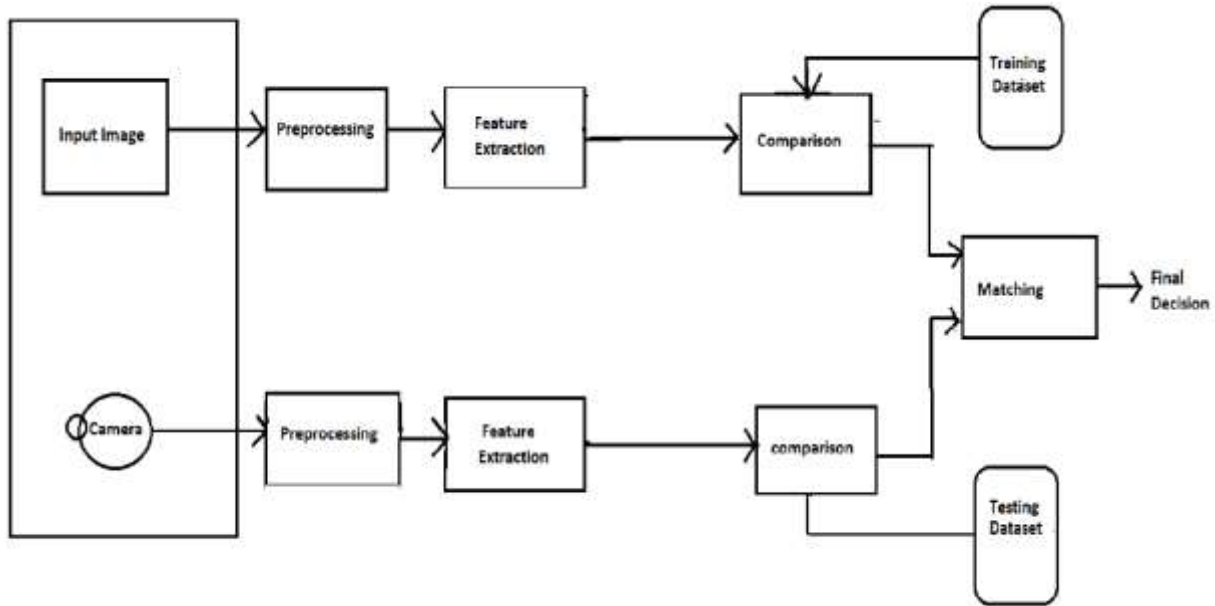 Input Image
Preprocessing
Feature
Extraction
Comparison
Training
Dataset
Matching
Final
Decision
Camera
Preprocessing
Feature
Extraction
comparison
Testing
Dataset